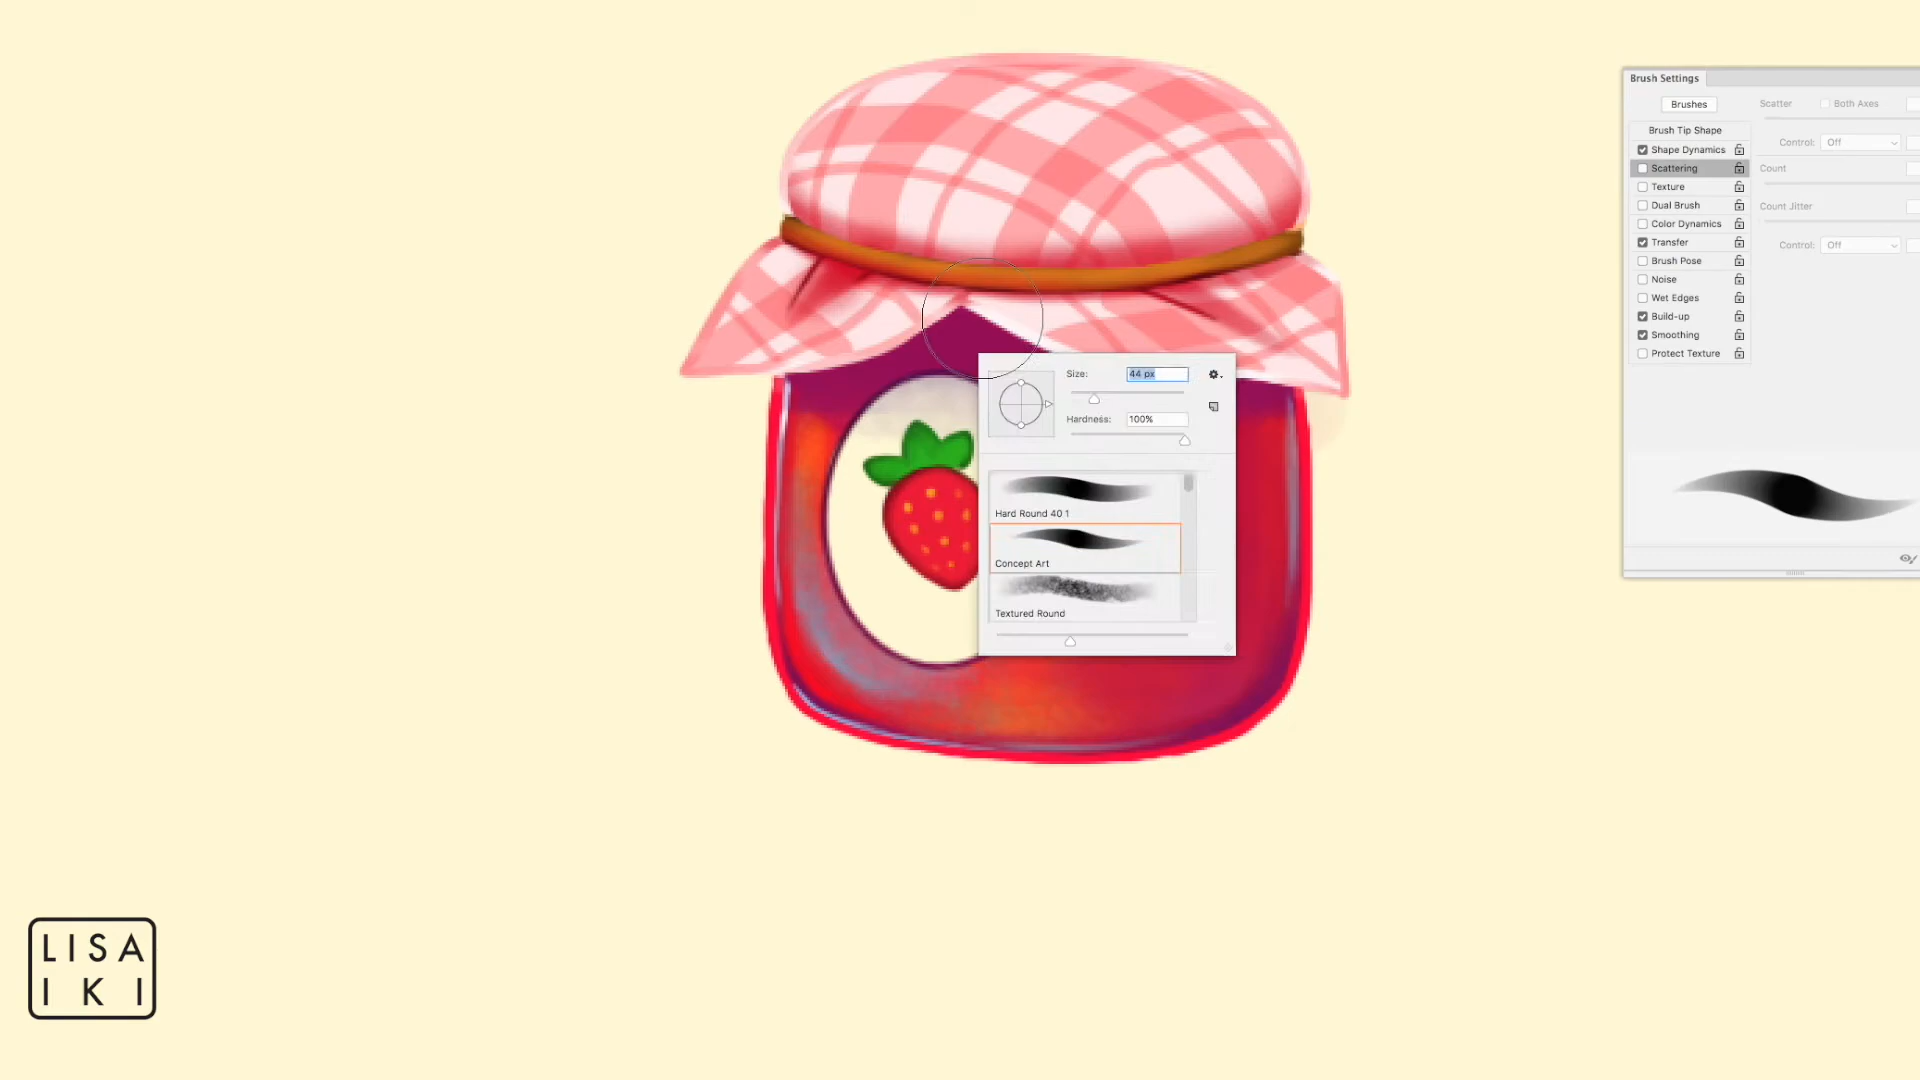 Brush Settings
Brushes
Scatter
Both Axes
Brush Tip Shape
Control: Off
Shape Dynamics
Scattering
Count
Texture
Dual Brush
Count Jitter
Color Dynamics
Transfer
Control: Off
Brush Pose
Noise
Wet Edges
Build-up
Smoothing
Protect Texture
Size: 44 px
Hardness: 100%
Hard Round 40 1
Concept Art
Textured Round
LISA
IKI